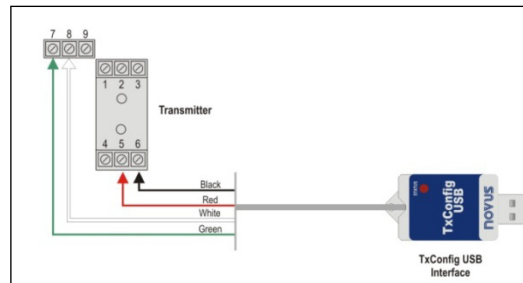 7 8 9
1 2 3
Transmitter
4 5 6
Black
Red
White
Green
STATUS
TxConfig
USB
NOVUS
TxConfig USB
Interface